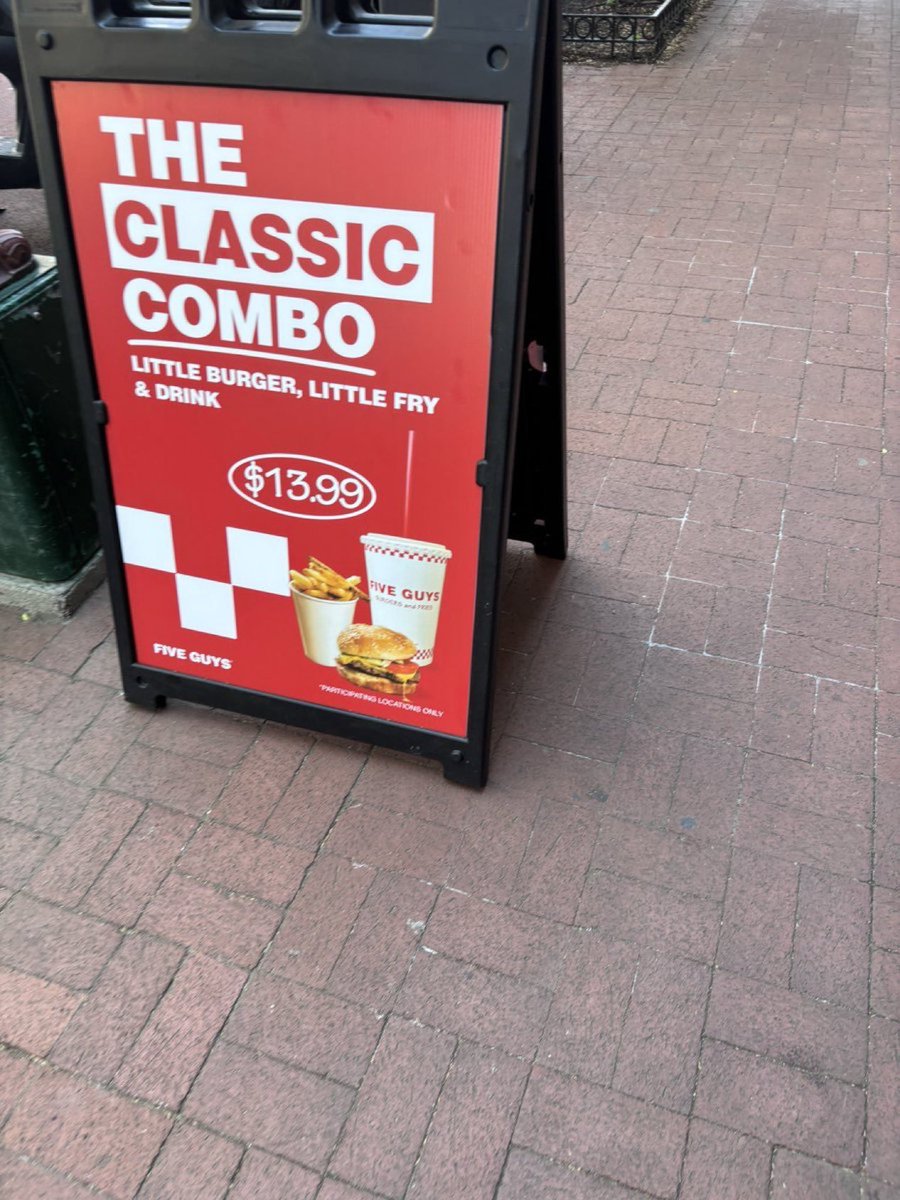 THE
CLASSIC
COMBO
LITTLE BURGER, LITTLE FRY
& DRINK
$13.99
FIVE GUYS
BURGERS and FRIES
FIVE GUYS
*PARTICIPATING LOCATIONS ONLY